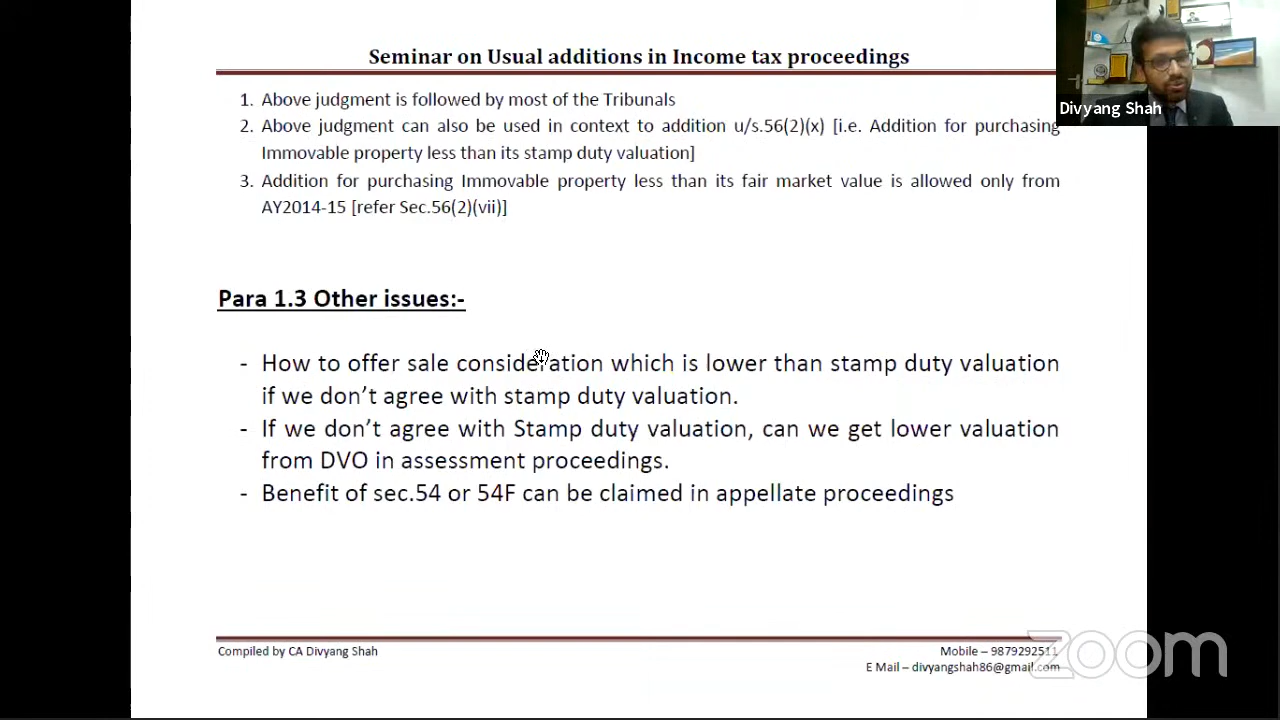 Seminar on Usual additions in Income tax proceedings
Divyang Shah
1. Above judgment is followed by most of the Tribunals
2. Above judgment can also be used in context to addition u/s.56(2)(x) [i.e. Addition for purchasing
Immovable property less than its stamp duty valuation]
3. Addition for purchasing Immovable property less than its fair market value is allowed only from
AY2014-15 [refer Sec.56(2)(vii)]
Para 1.3 Other issues:-
- How to offer sale consideration which is lower than stamp duty valuation
if we don’t agree with stamp duty valuation.
- If we don’t agree with Stamp duty valuation, can we get lower valuation
from DVO in assessment proceedings.
- Benefit of sec.54 or 54F can be claimed in appellate proceedings
Compiled by CA Divyang Shah
Mobile – 9879292511
E Mail – divyangshah86@gmail.com
zoom